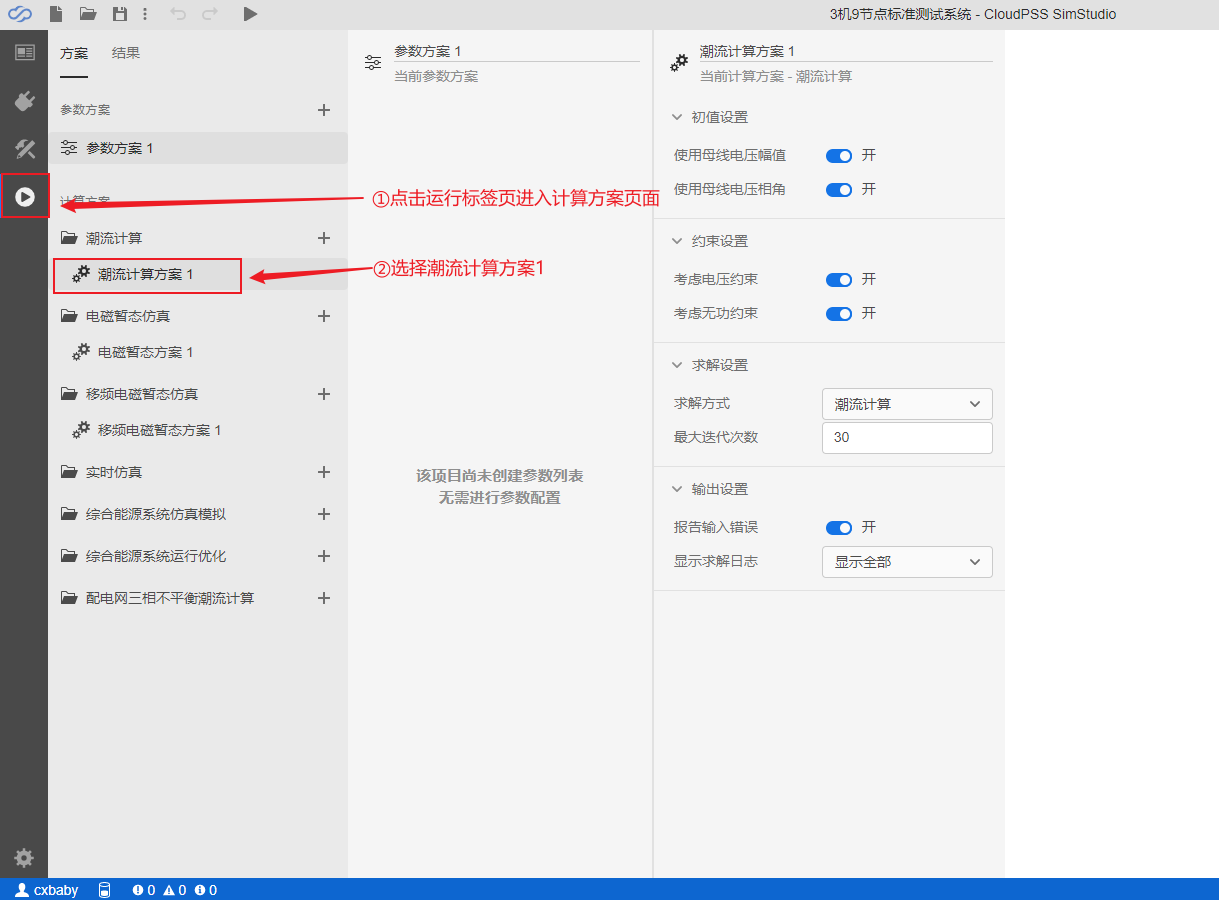 3机9节点标准测试系统 - CloudPSS SimStudio
方案
结果
参数方案
参数方案 1
计算方案
潮流计算
潮流计算方案 1
电磁暂态仿真
电磁暂态方案 1
移频电磁暂态仿真
移频电磁暂态方案 1
实时仿真
综合能源系统仿真模拟
综合能源系统运行优化
配电网三相不平衡潮流计算
参数方案 1
当前参数方案
①点击运行标签页进入计算方案页面
②选择潮流计算方案1
该项目尚未创建参数列表
无需进行参数配置
潮流计算方案 1
当前计算方案 - 潮流计算
初值设置
使用母线电压幅值 开
使用母线电压相角 开
约束设置
考虑电压约束 开
考虑无功约束 开
求解设置
求解方式 潮流计算
最大迭代次数 30
输出设置
报告输入错误 开
显示求解日志 显示全部
cxbaby 0 0 0